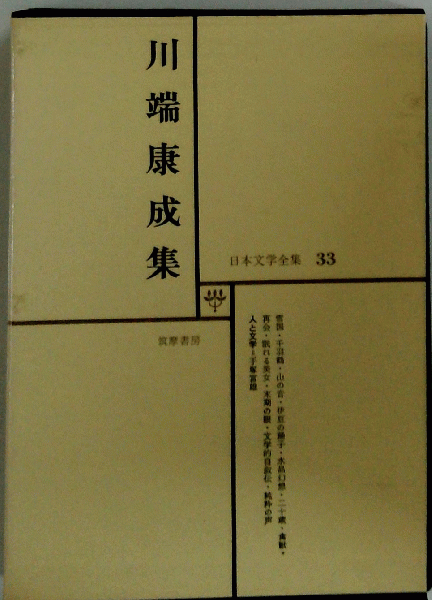 川端康成集
日本文学全集 33
筑摩書房
雪国・千羽鶴・山の音・伊豆の踊子・水晶幻想・二十歳・禽獣・
再会・眠れる美女・末期の眼・文学的自叙伝・純粋の声
人と文学＝手塚富雄